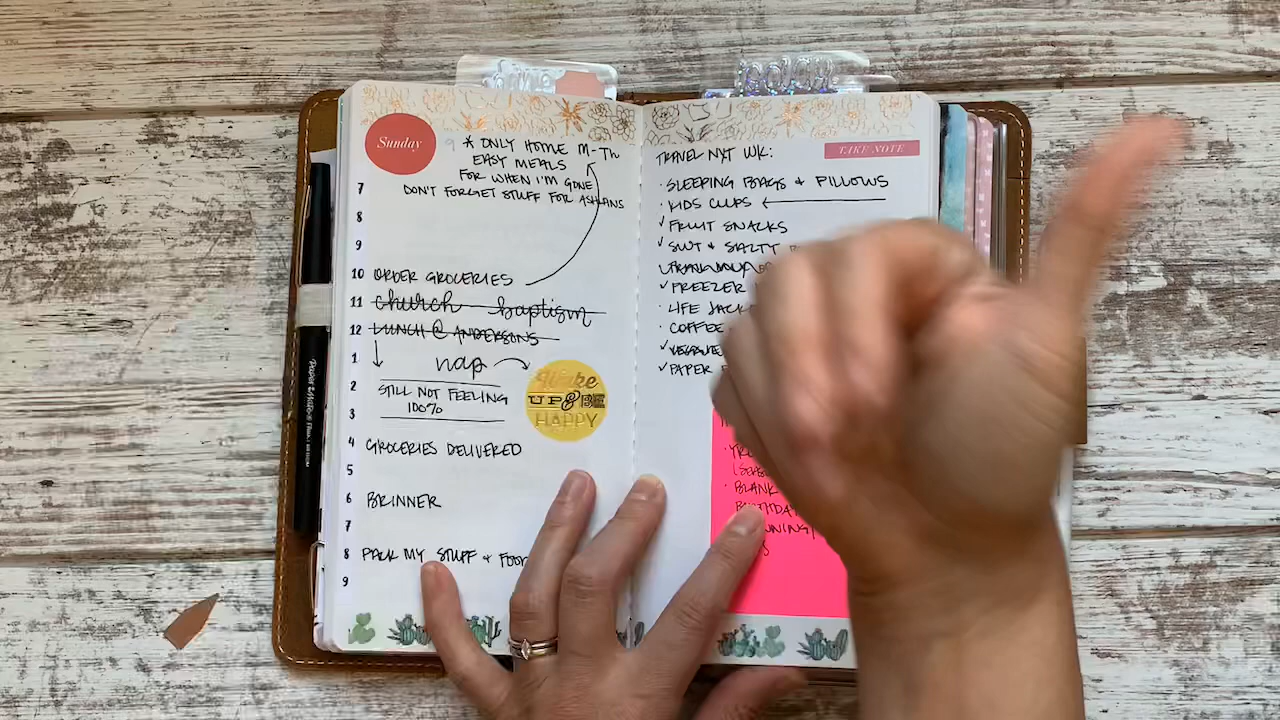 Sunday
* ONLY HOME M-Th
EASY MEALS
FOR WHEN I'M GONE
DON'T FORGET STUFF FOR ASHLANS
7
8
9
10 ORDER GROCERIES
11 church baptism
12 LUNCH @ ANDERSONS
1 nap
2 STILL NOT FEELING
100%
3
Wake
UP & BE
HAPPY
4 GROCERIES DELIVERED
5
6 BRINNER
7
8 PACK MY STUFF & FOOD
9
TRAVEL NXT WK:
TAKE NOTE
· SLEEPING BAGS & PILLOWS
· KIDS CUPS
✓ FRUIT SNACKS
✓ SWT & SALTY
✓ FREEZER
· LIFE JACK
· COFFEE
✓ PAPER
· BLANK